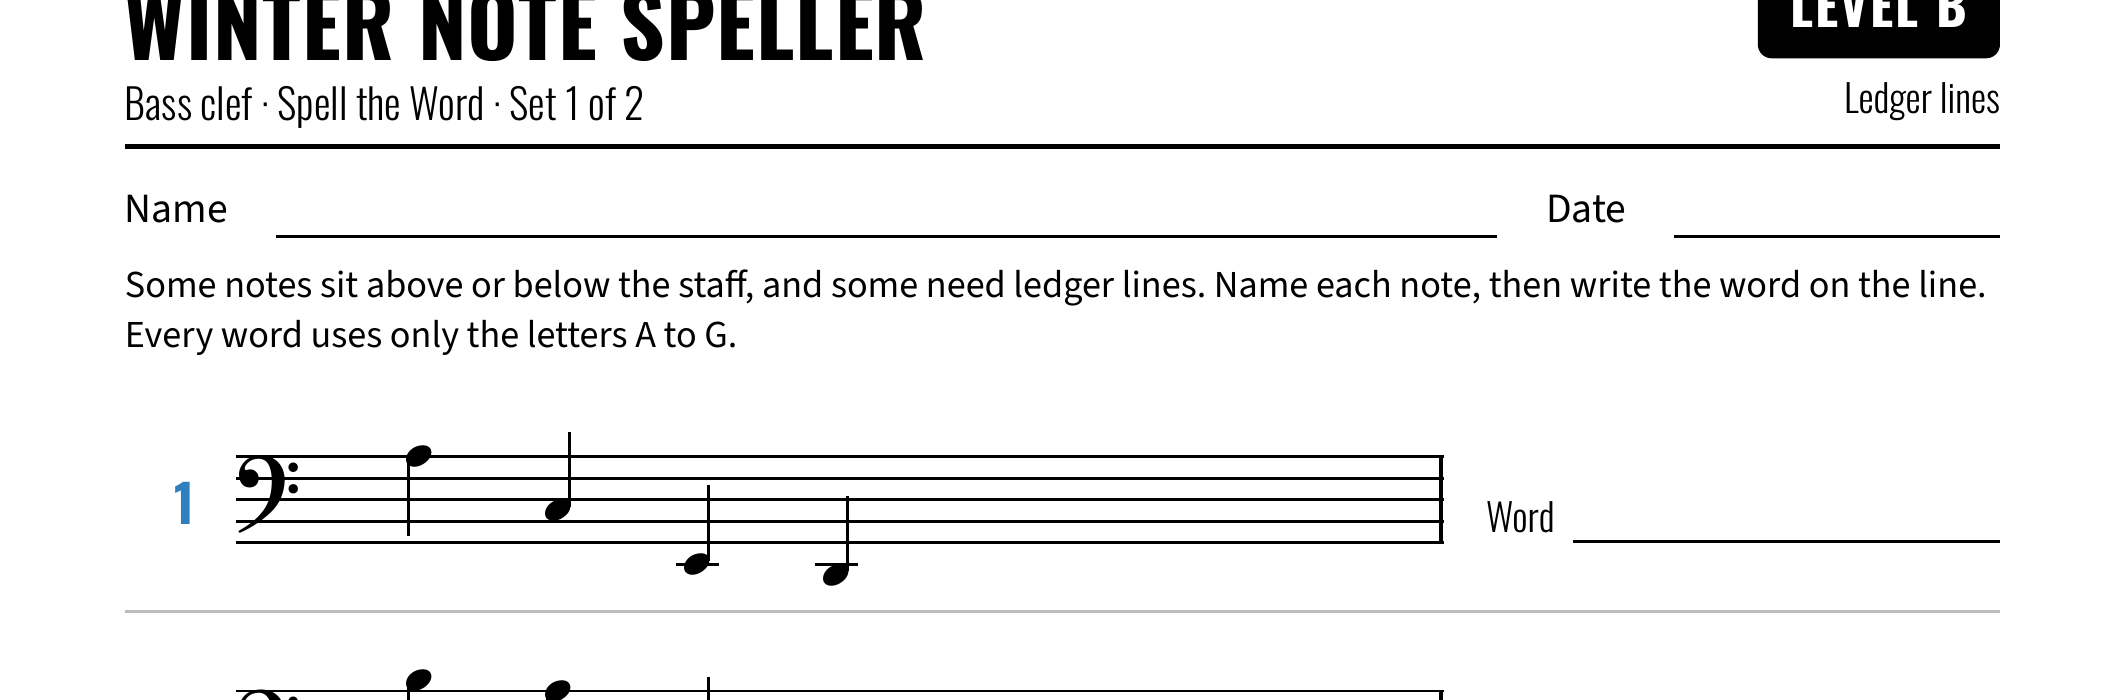 WINTER NOTE SPELLER
LEVEL B
Bass clef · Spell the Word · Set 1 of 2
Ledger lines
Name
Date
Some notes sit above or below the staff, and some need ledger lines. Name each note, then write the word on the line.
Every word uses only the letters A to G.
1
Word